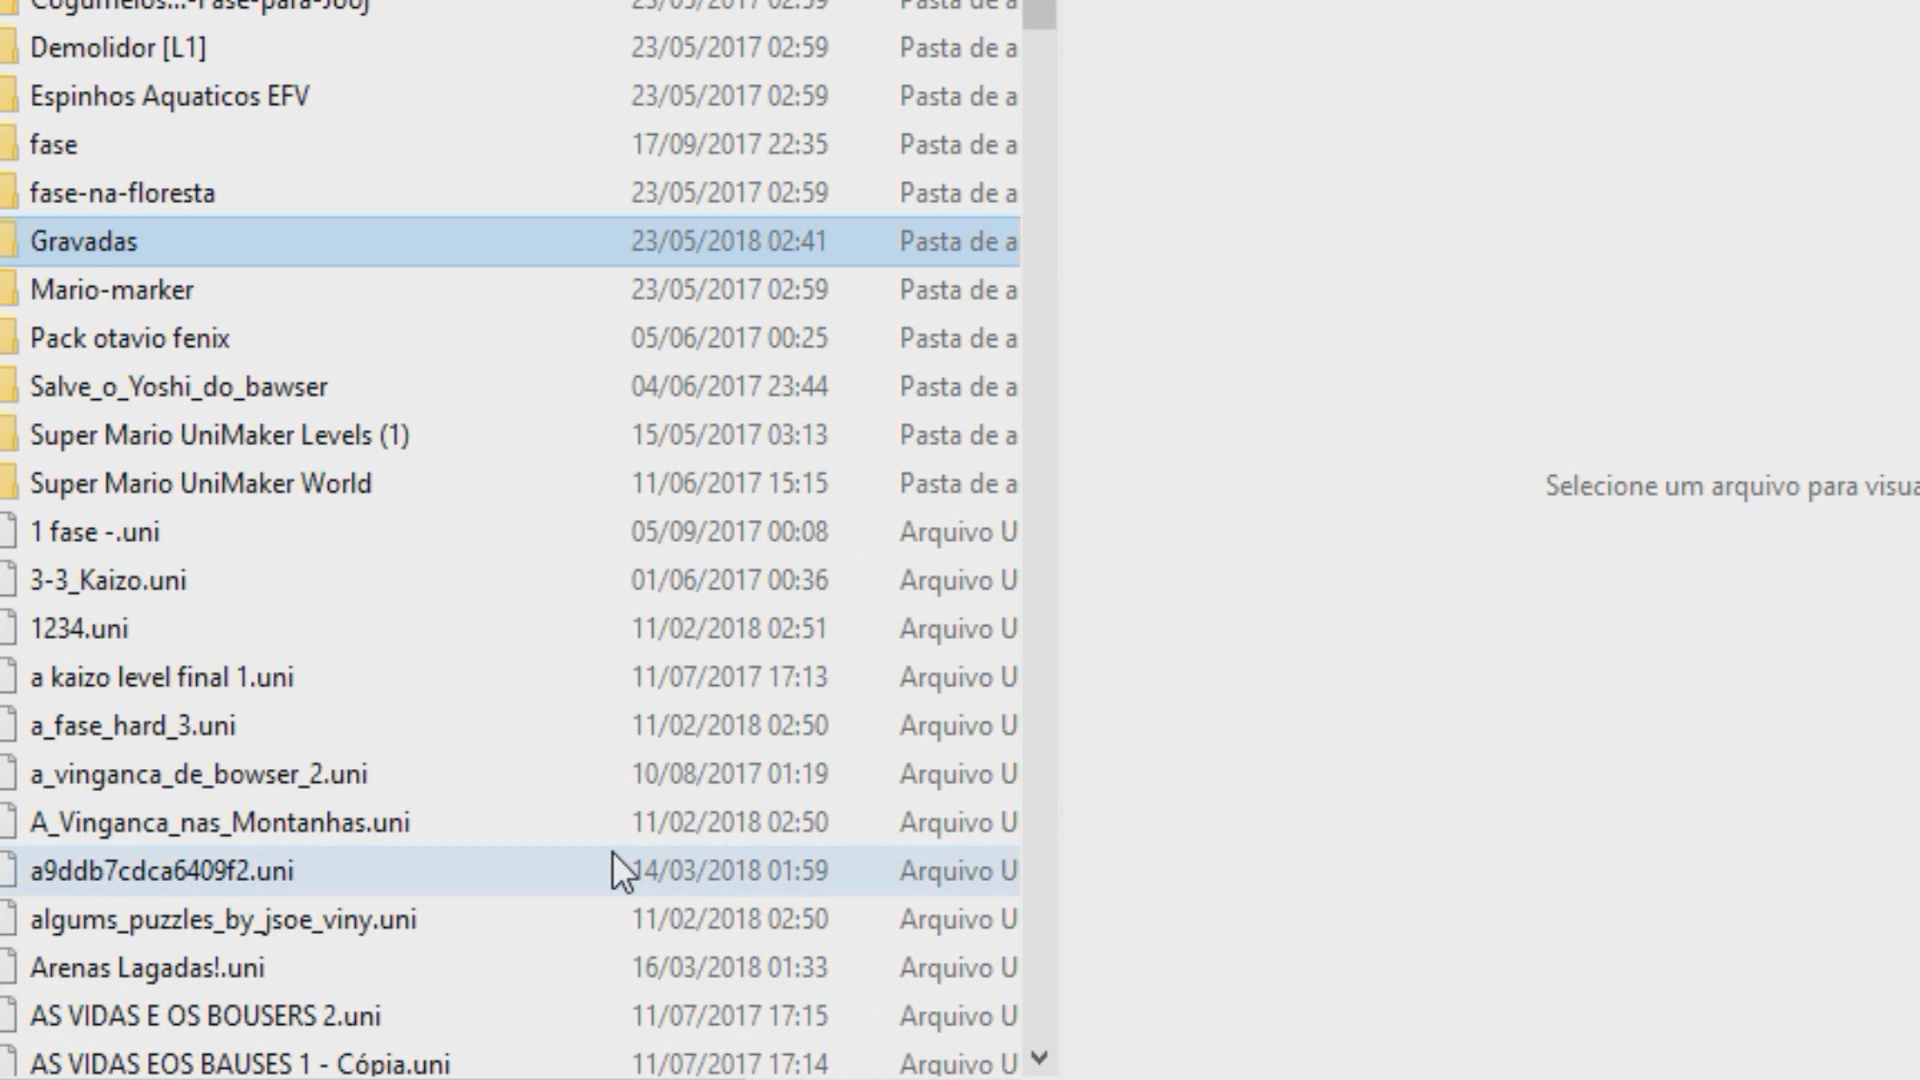 Cogumelos...-Fase-para-Jooj 23/05/2017 02:59 Pasta de a
Demolidor [L1] 23/05/2017 02:59 Pasta de a
Espinhos Aquaticos EFV 23/05/2017 02:59 Pasta de a
fase 17/09/2017 22:35 Pasta de a
fase-na-floresta 23/05/2017 02:59 Pasta de a
Gravadas 23/05/2018 02:41 Pasta de a
Mario-marker 23/05/2017 02:59 Pasta de a
Pack otavio fenix 05/06/2017 00:25 Pasta de a
Salve_o_Yoshi_do_bawser 04/06/2017 23:44 Pasta de a
Super Mario UniMaker Levels (1) 15/05/2017 03:13 Pasta de a
Super Mario UniMaker World 11/06/2017 15:15 Pasta de a
Selecione um arquivo para visua
1 fase -.uni 05/09/2017 00:08 Arquivo U
3-3_Kaizo.uni 01/06/2017 00:36 Arquivo U
1234.uni 11/02/2018 02:51 Arquivo U
a kaizo level final 1.uni 11/07/2017 17:13 Arquivo U
a_fase_hard_3.uni 11/02/2018 02:50 Arquivo U
a_vinganca_de_bowser_2.uni 10/08/2017 01:19 Arquivo U
A_Vinganca_nas_Montanhas.uni 11/02/2018 02:50 Arquivo U
a9ddb7cdca6409f2.uni 14/03/2018 01:59 Arquivo U
algums_puzzles_by_jsoe_viny.uni 11/02/2018 02:50 Arquivo U
Arenas Lagadas!.uni 16/03/2018 01:33 Arquivo U
AS VIDAS E OS BOUSERS 2.uni 11/07/2017 17:15 Arquivo U
AS VIDAS EOS BAUSES 1 - Cópia.uni 11/07/2017 17:14 Arquivo U